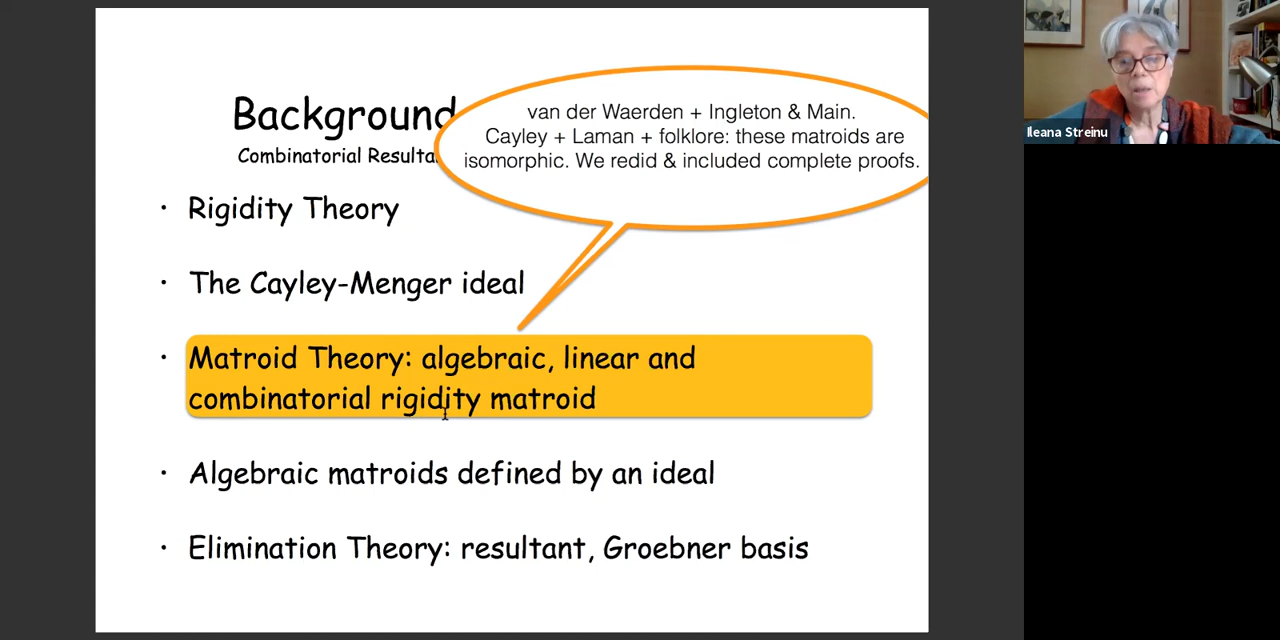 Background
Combinatorial
van der Waerden + Ingleton & Main.
Cayley + Laman + folklore: these matroids are
isomorphic. We redid & included complete proofs.
· Rigidity Theory
· The Cayley-Menger ideal
· Matroid Theory: algebraic, linear and
combinatorial rigidity matroid
· Algebraic matroids defined by an ideal
· Elimination Theory: resultant, Groebner basis
Ileana Streinu